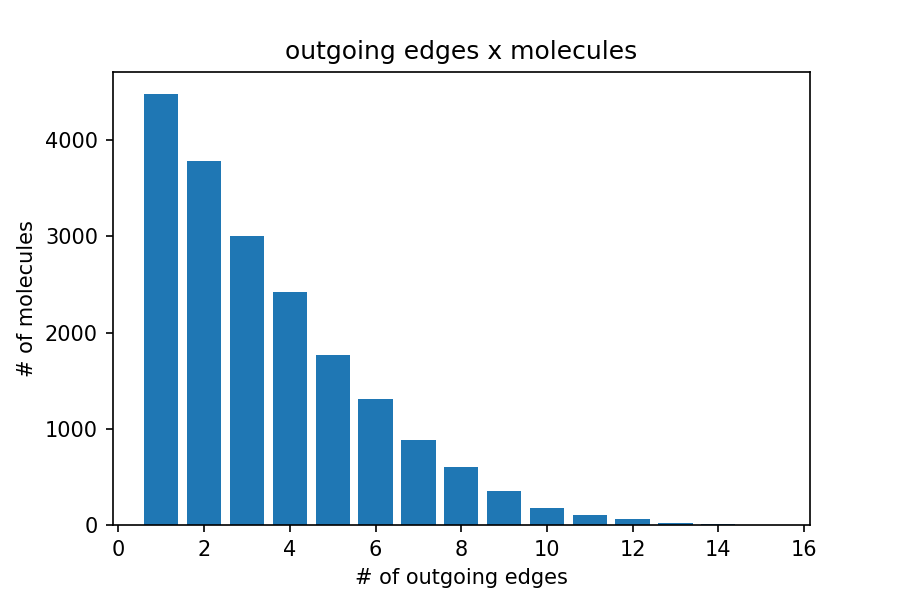 outgoing edges x molecules
4000
3000
2000
1000
0
# of molecules
0 2 4 6 8 10 12 14 16
# of outgoing edges